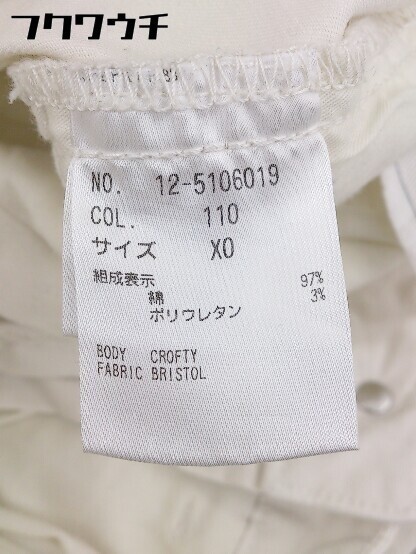 フクワウチ
NO. 12-5106019
COL. 110
サイズ XO
組成表示
綿 97%
ポリウレタン 3%
BODY CROFTY
FABRIC BRISTOL